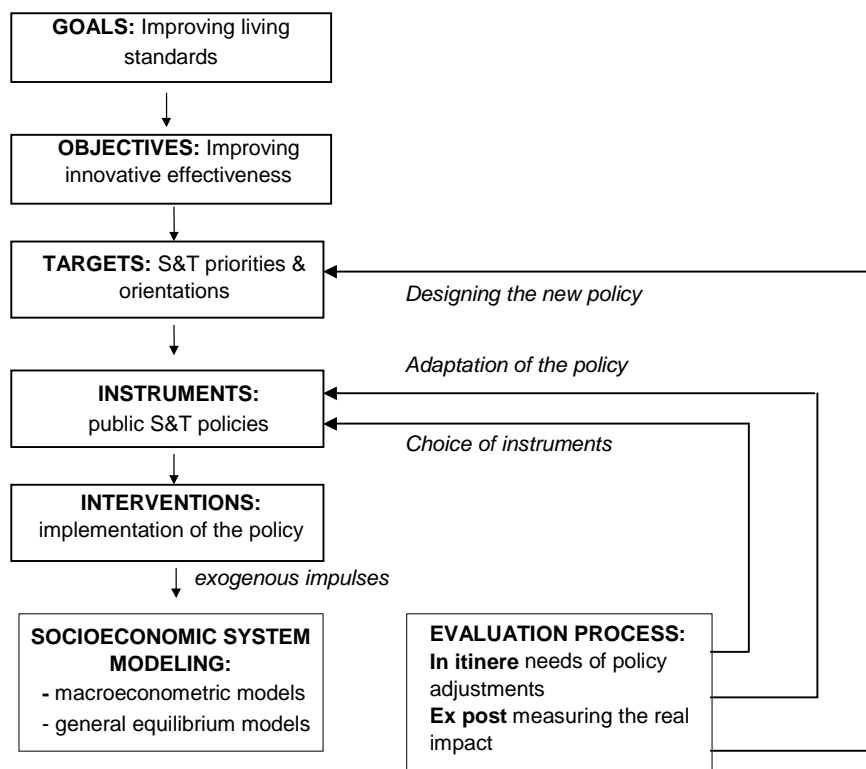 GOALS: Improving living
standards
OBJECTIVES: Improving
innovative effectiveness
TARGETS: S&T priorities &
orientations
Designing the new policy
Adaptation of the policy
INSTRUMENTS:
public S&T policies
Choice of instruments
INTERVENTIONS:
implementation of the policy
exogenous impulses
SOCIOECONOMIC SYSTEM
MODELING:
- macroeconometric models
- general equilibrium models
EVALUATION PROCESS:
In itinere needs of policy
adjustments
Ex post measuring the real
impact